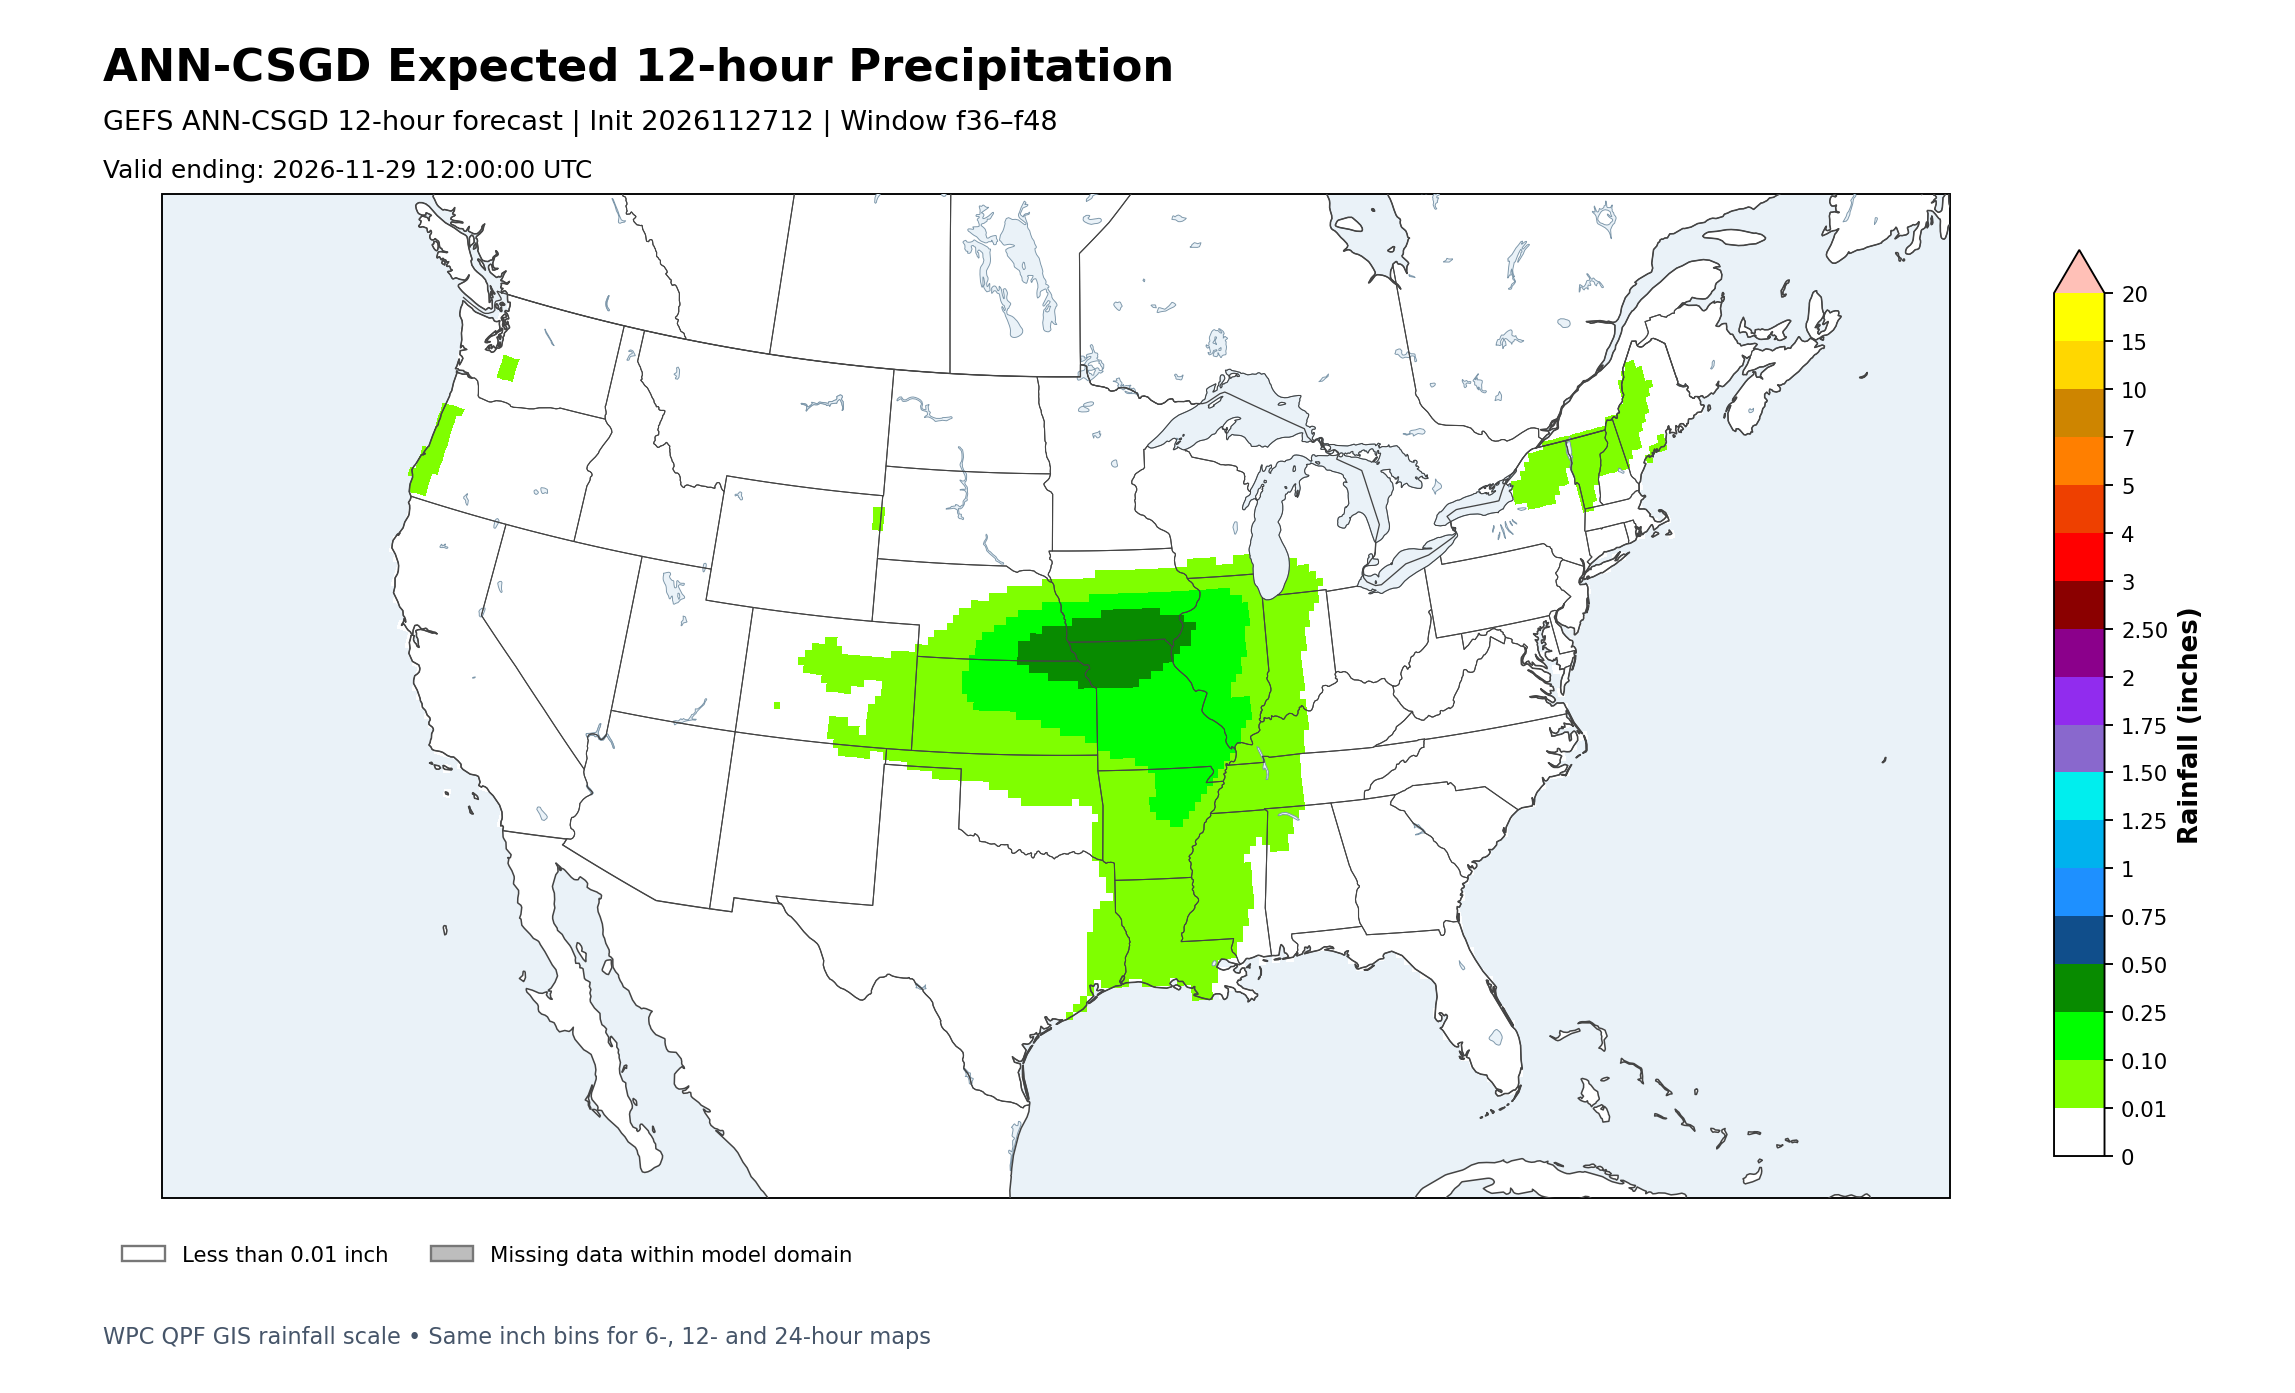 ANN-CSGD Expected 12-hour Precipitation
GEFS ANN-CSGD 12-hour forecast | Init 2026112712 | Window f36–f48
Valid ending: 2026-11-29 12:00:00 UTC
20
15
10
7
5
4
3
2.50
2
1.75
1.50
1.25
1
0.75
0.50
0.25
0.10
0.01
0
Rainfall (inches)
Less than 0.01 inch
Missing data within model domain
WPC QPF GIS rainfall scale • Same inch bins for 6-, 12- and 24-hour maps